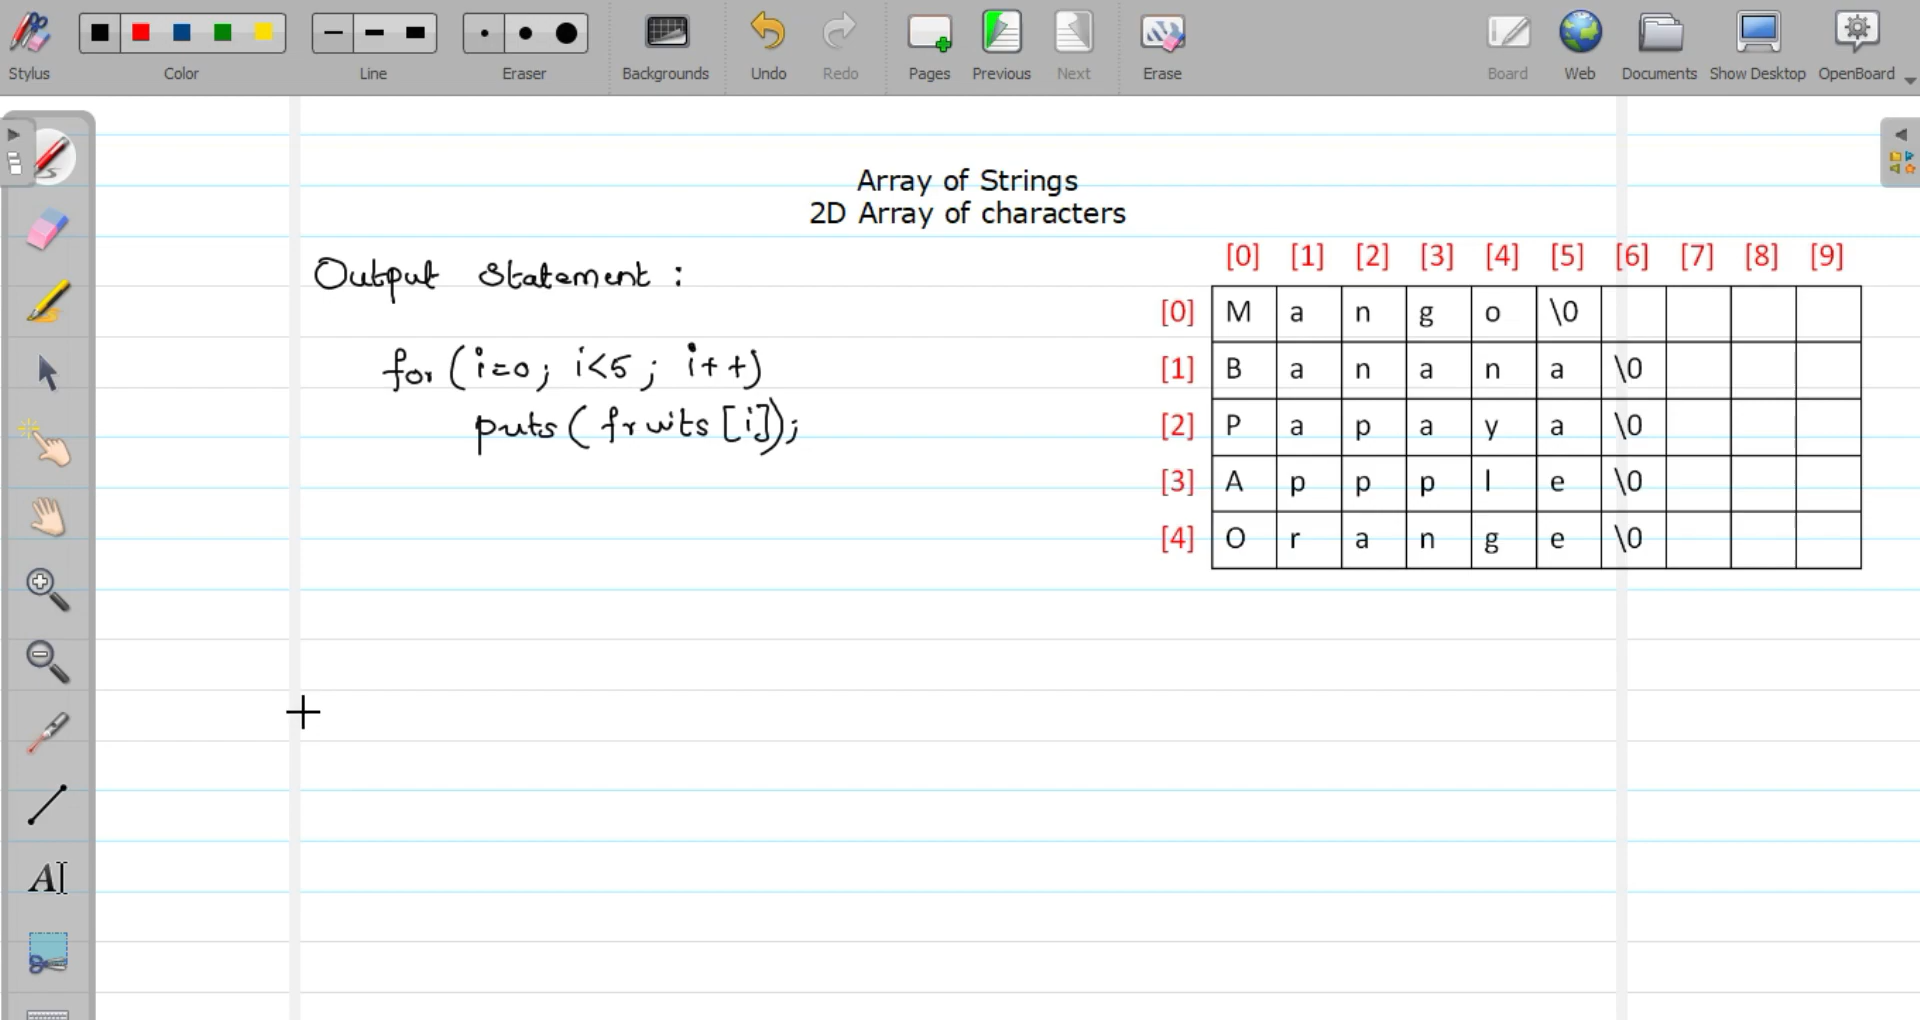 Stylus Color Line Eraser Backgrounds Undo Redo Pages Previous Next Erase Board Web Documents Show Desktop OpenBoard
Array of Strings
2D Array of characters
Output Statement :
for (i=0; i<5; i++)
puts(fruits[i]);
[0] [1] [2] [3] [4] [5] [6] [7] [8] [9]
[0] M a n g o \0
[1] B a n a n a \0
[2] P a p a y a \0
[3] A p p p l e \0
[4] O r a n g e \0
AI